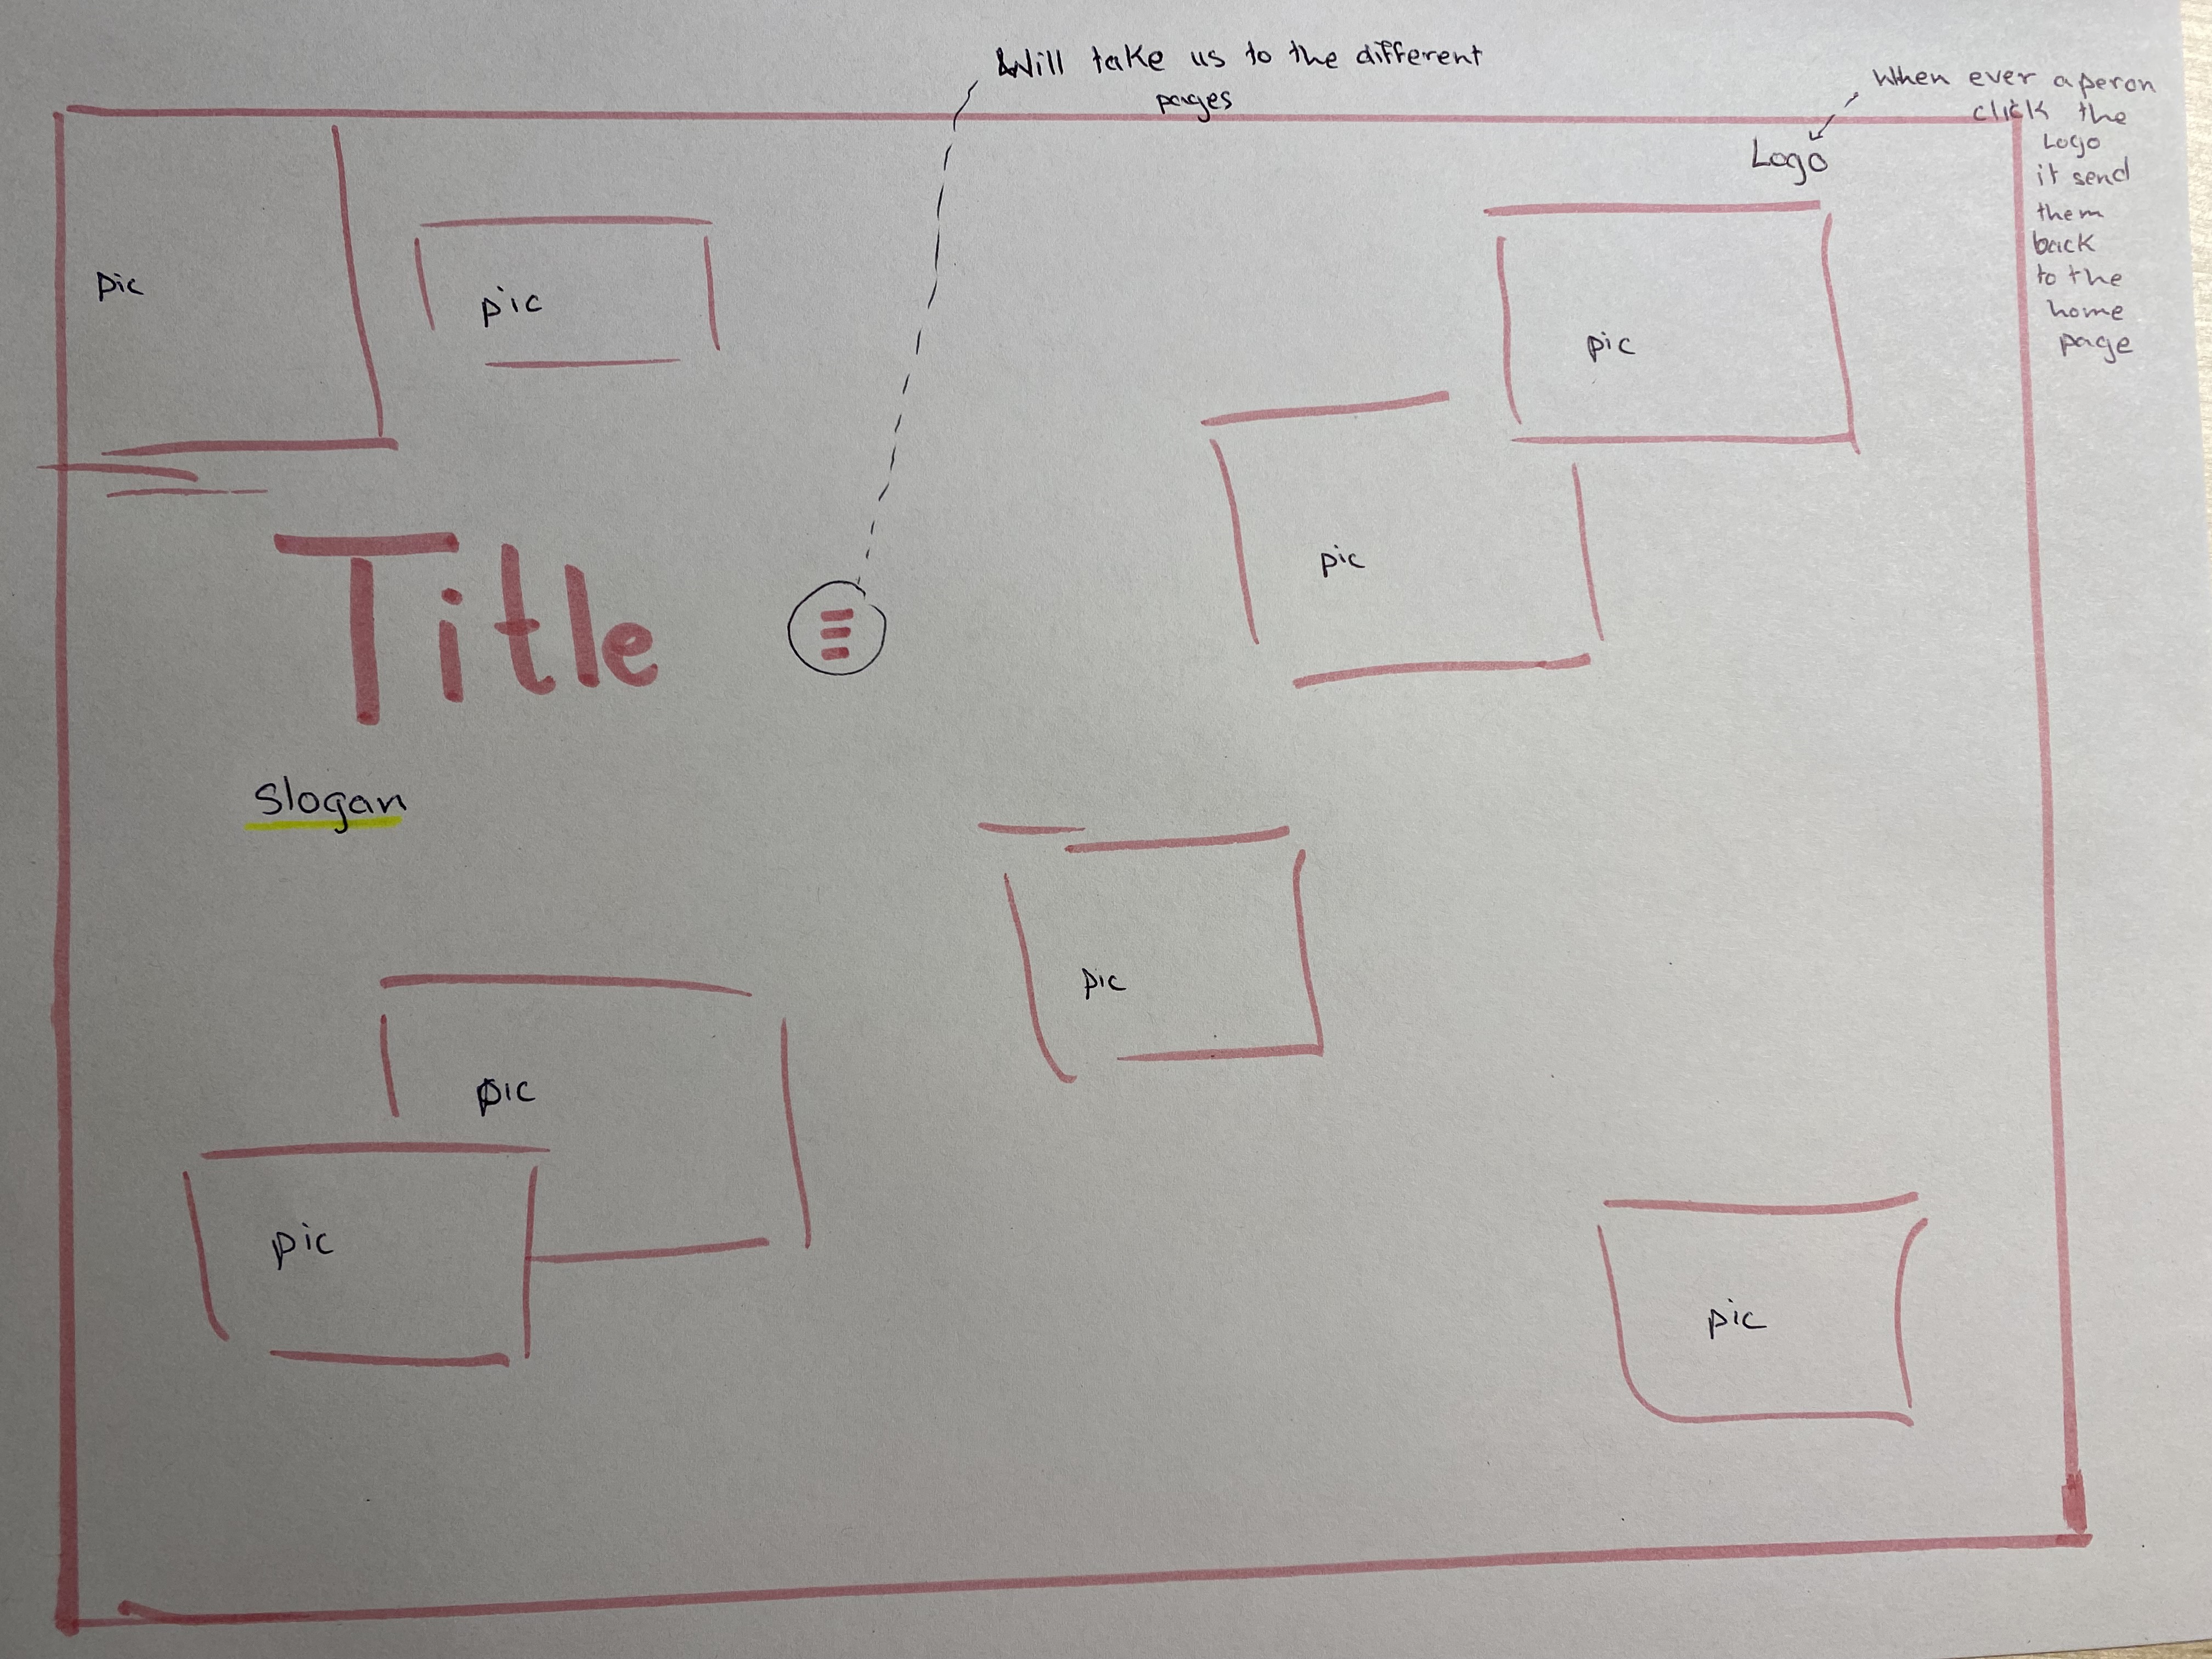 Will take us to the different
pages
When ever a peron
click the
Logo
it send
them
back
to the
home
page
Logo
pic
pic
pic
Title
pic
Slogan
pic
pic
pic
pic